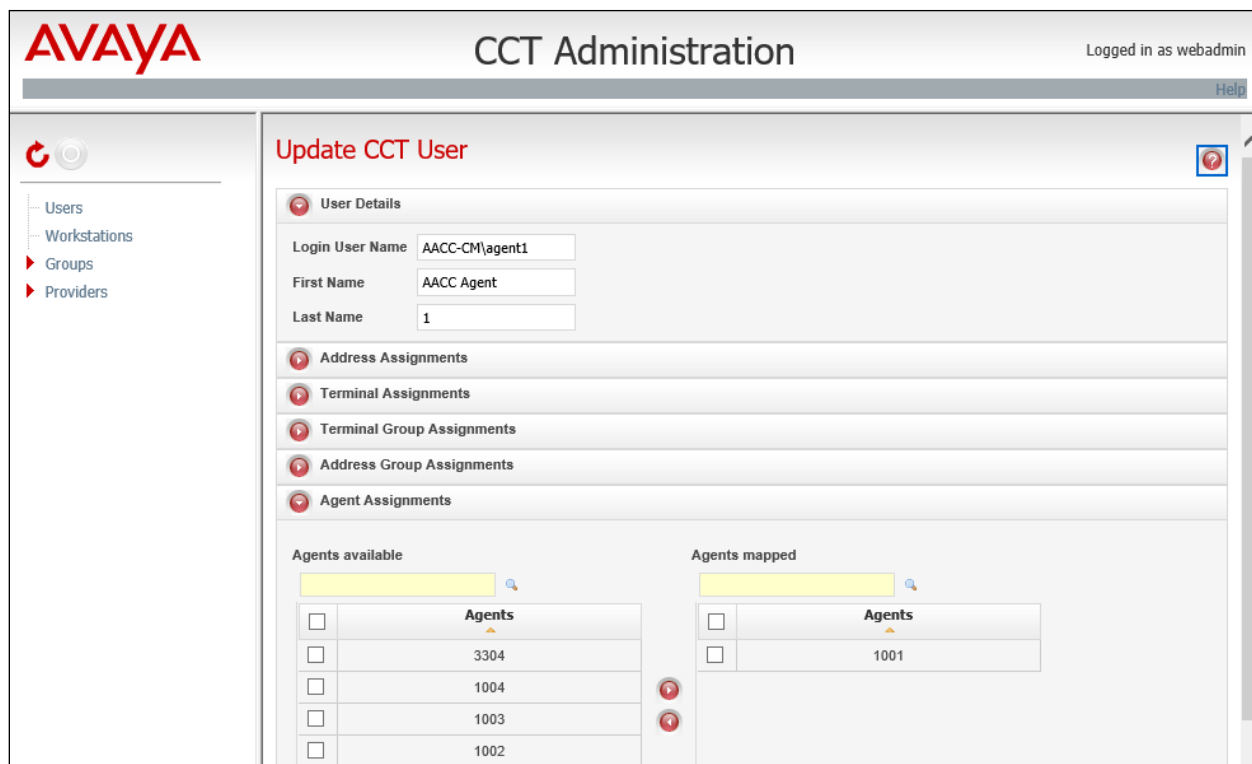 AVAYA
CCT Administration
Logged in as webadmin
Help
Users
Workstations
Groups
Providers
Update CCT User
User Details
Login User Name AACC-CM\agent1
First Name AACC Agent
Last Name 1
Address Assignments
Terminal Assignments
Terminal Group Assignments
Address Group Assignments
Agent Assignments
Agents available Agents mapped
Agents Agents
3304 1001
1004
1003
1002